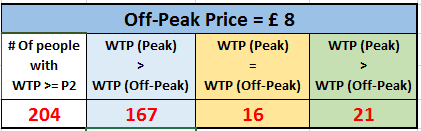 Off-Peak Price = £ 8
# Of people
with
WTP >= P2
WTP (Peak)
>
WTP (Off-Peak)
WTP (Peak)
=
WTP (Off-Peak)
WTP (Peak)
>
WTP (Off-Peak)
204
167
16
21